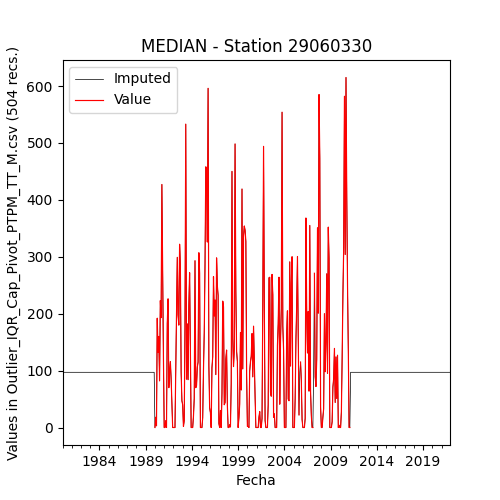 MEDIAN - Station 29060330
Values in Outlier_IQR_Cap_Pivot_PTPM_TT_M.csv (504 recs.)
Imputed
Value
600
500
400
300
200
100
0
1984 1989 1994 1999 2004 2009 2014 2019
Fecha